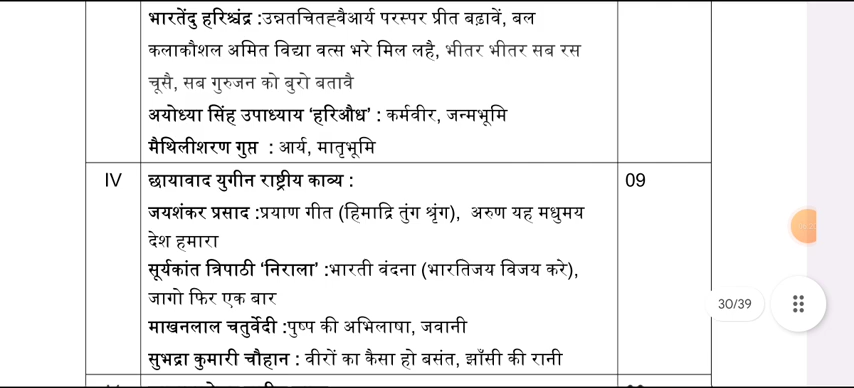 भारतेंदु हरिश्चंद्र :उन्नतचितह्वैआर्य परस्पर प्रीत बढ़ावें, बल
कलाकौशल अमित विद्या वत्स भरे मिल लहै, भीतर भीतर सब रस
चूसै, सब गुरुजन को बुरो बतावै
अयोध्या सिंह उपाध्याय ‘हरिऔध’ : कर्मवीर, जन्मभूमि
मैथिलीशरण गुप्त : आर्य, मातृभूमि
IV छायावाद युगीन राष्ट्रीय काव्य : 09
जयशंकर प्रसाद :प्रयाण गीत (हिमाद्रि तुंग श्रृंग), अरुण यह मधुमय
देश हमारा
सूर्यकांत त्रिपाठी ‘निराला’ :भारती वंदना (भारतिजय विजय करे),
जागो फिर एक बार
30/39
माखनलाल चतुर्वेदी :पुष्प की अभिलाषा, जवानी
सुभद्रा कुमारी चौहान : वीरों का कैसा हो बसंत, झाँसी की रानी